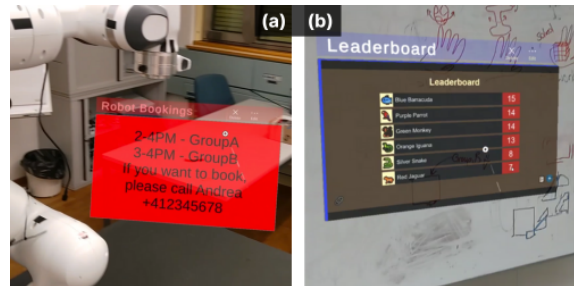 (a)
Robot Bookings
2-4PM - GroupA
3-4PM - GroupB
If you want to book,
please call Andrea
+412345678
(b)
Leaderboard
Leaderboard
Blue Barracuda 15
Purple Parrot 14
Green Monkey 14
Orange Iguana 13
Silver Snake 8
Red Jaguar 7